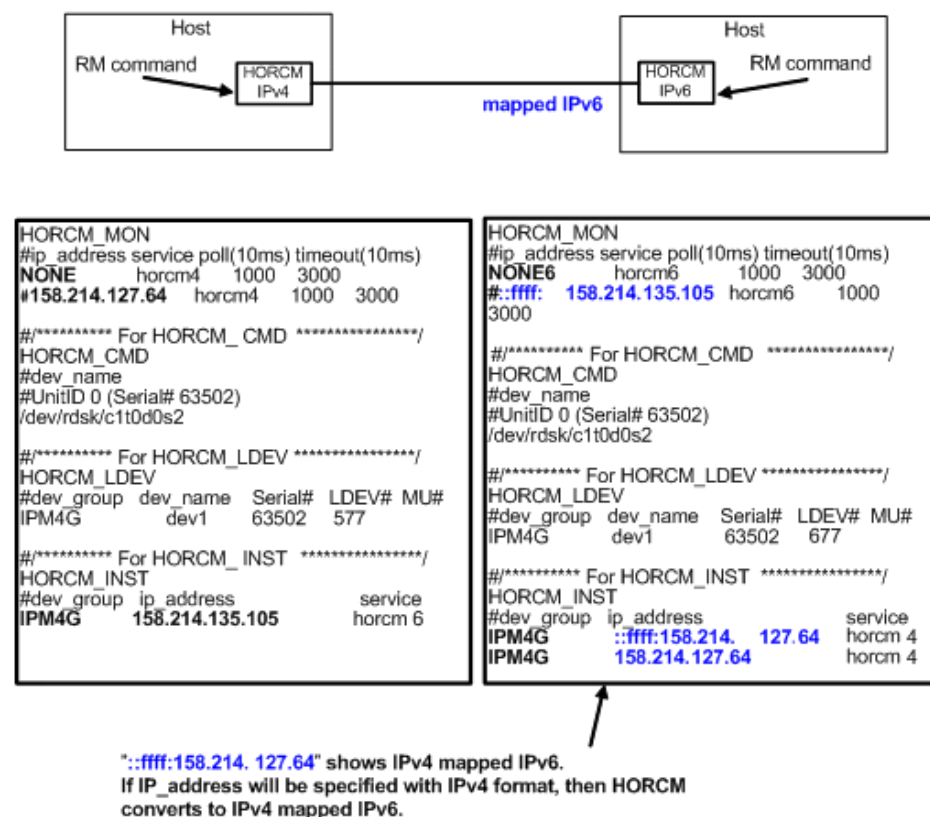 Host
RM command
HORCM
IPv4
mapped IPv6
Host
RM command
HORCM
IPv6
HORCM_MON
#ip_address service poll(10ms) timeout(10ms)
NONE horcm4 1000 3000
#158.214.127.64 horcm4 1000 3000
#/********** For HORCM_ CMD ****************/
HORCM_CMD
#dev_name
#UnitID 0 (Serial# 63502)
/dev/rdsk/c1t0d0s2
#/********** For HORCM_LDEV ****************/
HORCM_LDEV
#dev_group dev_name Serial# LDEV# MU#
IPM4G dev1 63502 577
#/********** For HORCM_ INST ****************/
HORCM_INST
#dev_group ip_address service
IPM4G 158.214.135.105 horcm 6
HORCM_MON
#ip_address service poll(10ms) timeout(10ms)
NONE6 horcm6 1000 3000
#::ffff: 158.214.135.105 horcm6 1000
3000
#/********** For HORCM_CMD ****************/
HORCM_CMD
#dev_name
#UnitID 0 (Serial# 63502)
/dev/rdsk/c1t0d0s2
#/********** For HORCM_LDEV ****************/
HORCM_LDEV
#dev_group dev_name Serial# LDEV# MU#
IPM4G dev1 63502 677
#/********** For HORCM_INST ****************/
HORCM_INST
#dev_group ip_address service
IPM4G ::ffff:158.214. 127.64 horcm 4
IPM4G 158.214.127.64 horcm 4
"::ffff:158.214. 127.64" shows IPv4 mapped IPv6.
If IP_address will be specified with IPv4 format, then HORCM
converts to IPv4 mapped IPv6.